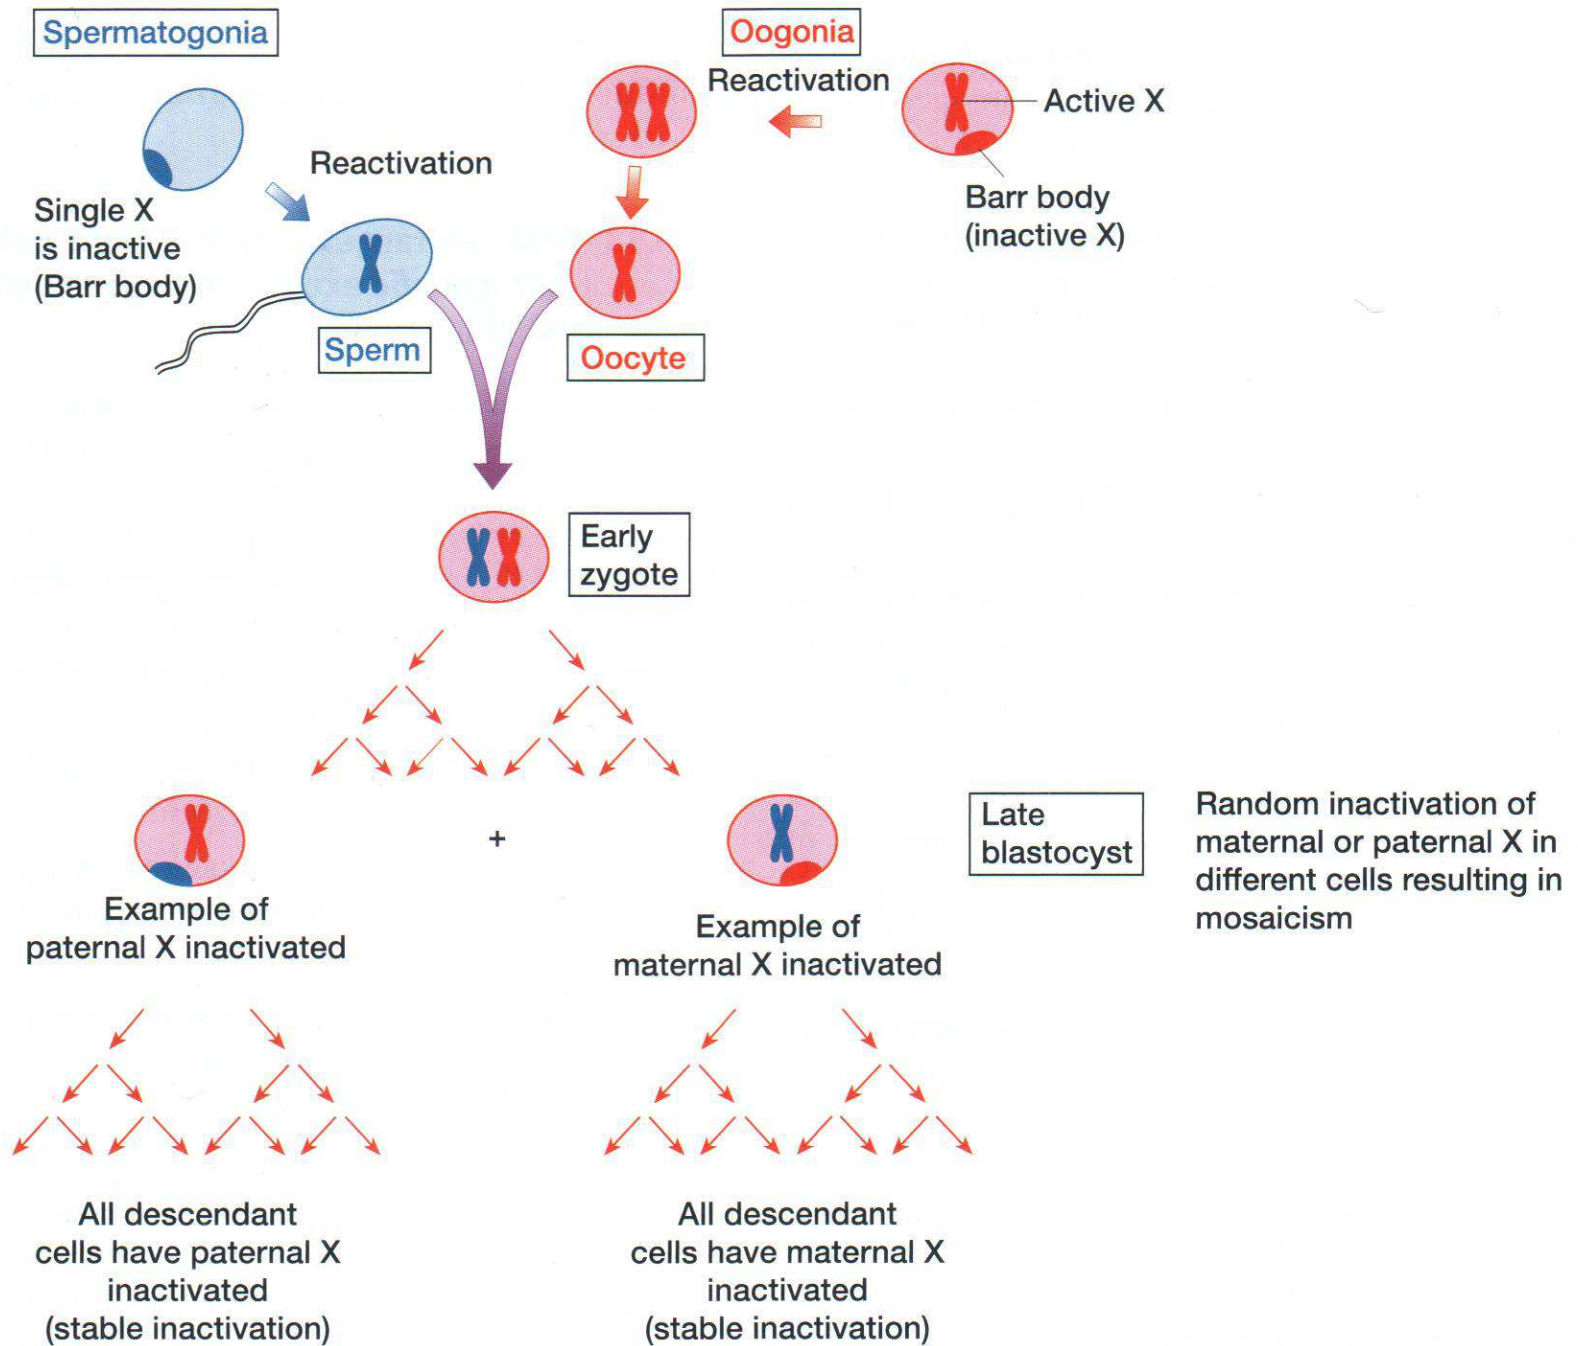 Spermatogonia
Oogonia
Reactivation
Active X
Reactivation
Single X
is inactive
(Barr body)
Barr body
(inactive X)
Sperm
Oocyte
Early
zygote
+
Late
blastocyst
Random inactivation of
maternal or paternal X in
different cells resulting in
mosaicism
Example of
paternal X inactivated
Example of
maternal X inactivated
All descendant
cells have paternal X
inactivated
(stable inactivation)
All descendant
cells have maternal X
inactivated
(stable inactivation)